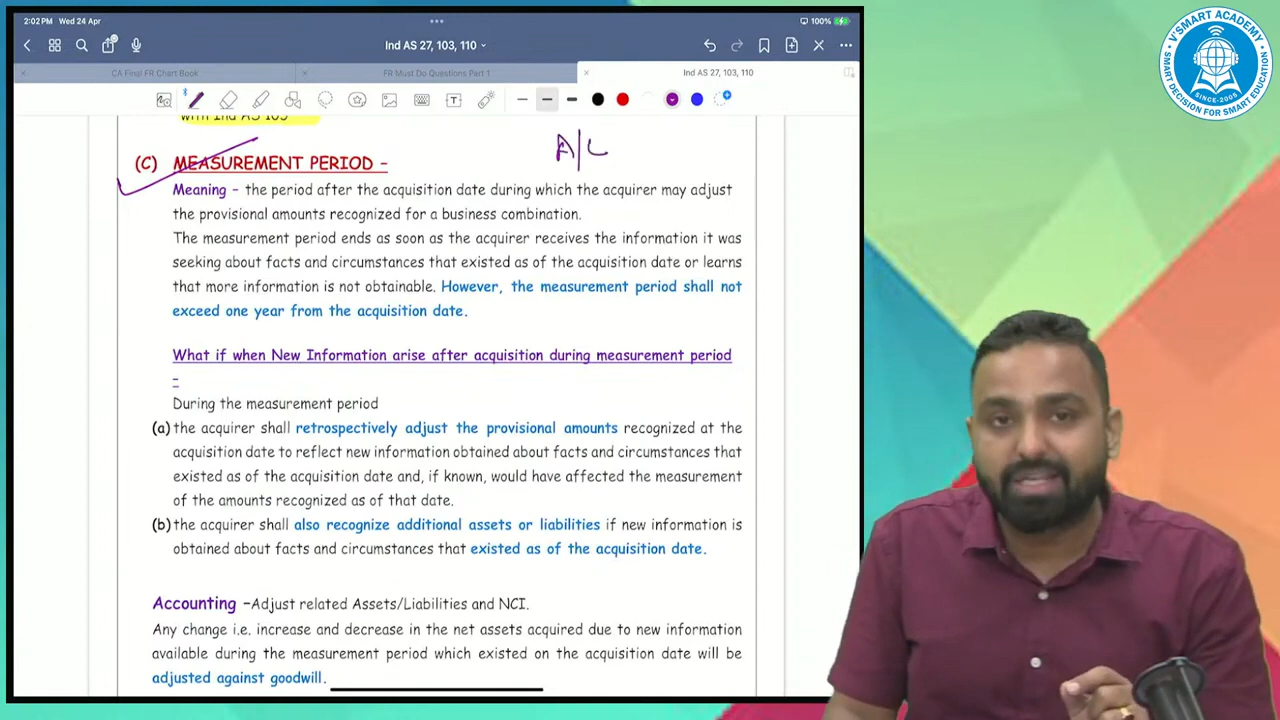 2:02 PM Wed 24 Apr
100%
Ind AS 27, 103, 110
CA Final FR Chart Book
FR Must Do Questions Part 1
Ind AS 27, 103, 110
with Ind AS 105
A/L
(C) MEASUREMENT PERIOD -
Meaning - the period after the acquisition date during which the acquirer may adjust
the provisional amounts recognized for a business combination.
The measurement period ends as soon as the acquirer receives the information it was
seeking about facts and circumstances that existed as of the acquisition date or learns
that more information is not obtainable. However, the measurement period shall not
exceed one year from the acquisition date.
What if when New Information arise after acquisition during measurement period
-
During the measurement period
(a) the acquirer shall retrospectively adjust the provisional amounts recognized at the
acquisition date to reflect new information obtained about facts and circumstances that
existed as of the acquisition date and, if known, would have affected the measurement
of the amounts recognized as of that date.
(b) the acquirer shall also recognize additional assets or liabilities if new information is
obtained about facts and circumstances that existed as of the acquisition date.
Accounting -Adjust related Assets/Liabilities and NCI.
Any change i.e. increase and decrease in the net assets acquired due to new information
available during the measurement period which existed on the acquisition date will be
adjusted against goodwill.
V'SMART ACADEMY
SMART DECISION FOR SMART EDUCATION
SINCE-2005